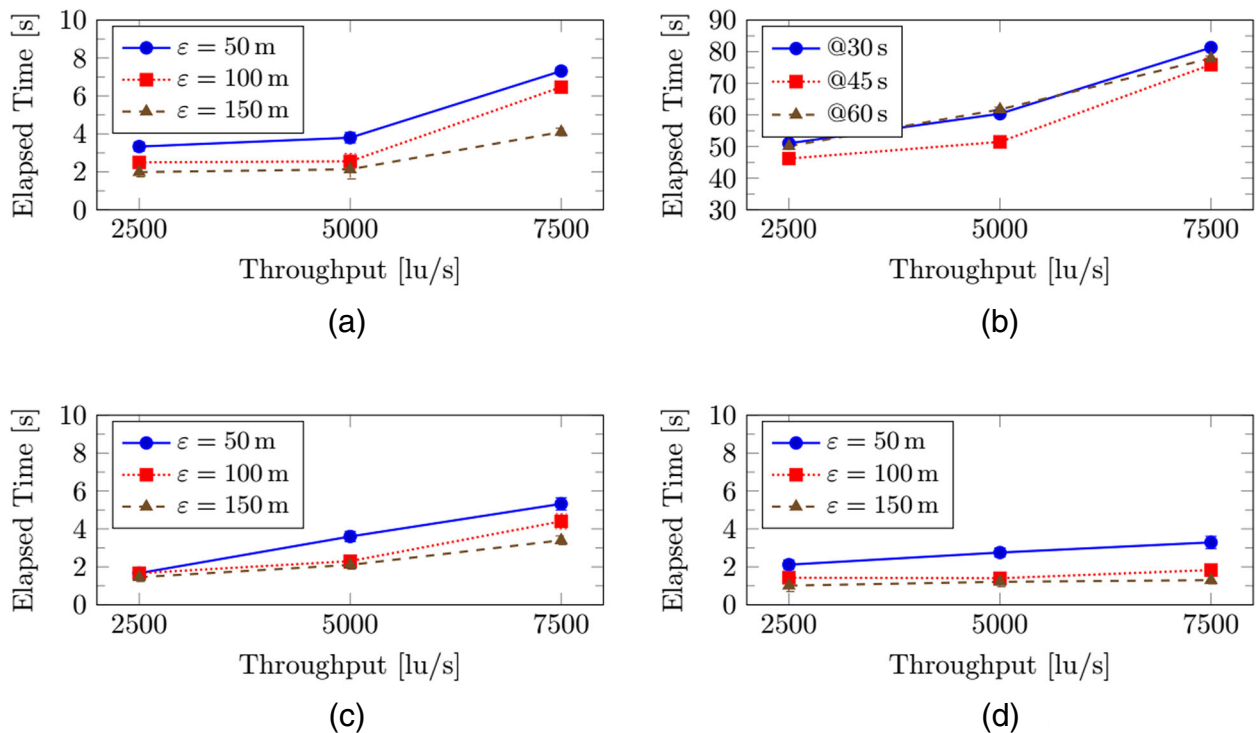 Elapsed Time [s]
10
8
6
4
2
0
ε = 50 m
ε = 100 m
ε = 150 m
2500 5000 7500
Throughput [lu/s]
(a)
Elapsed Time [s]
90
80
70
60
50
40
30
@30 s
@45 s
@60 s
2500 5000 7500
Throughput [lu/s]
(b)
Elapsed Time [s]
10
8
6
4
2
0
ε = 50 m
ε = 100 m
ε = 150 m
2500 5000 7500
Throughput [lu/s]
(c)
Elapsed Time [s]
10
8
6
4
2
0
ε = 50 m
ε = 100 m
ε = 150 m
2500 5000 7500
Throughput [lu/s]
(d)